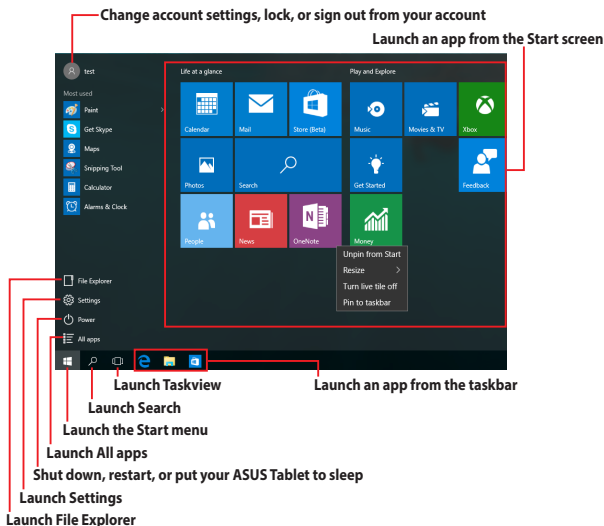 Change account settings, lock, or sign out from your account
Launch an app from the Start screen
test
Life at a glance
Play and Explore
Most used
Paint
Get Skype
Maps
Snipping Tool
Calculator
Alarms & Clock
Calendar
Mail
Store (Beta)
Music
Movies & TV
Xbox
Photos
Search
Get Started
Feedback
People
News
OneNote
Money
Unpin from Start
Resize
Turn live tile off
Pin to taskbar
File Explorer
Settings
Power
All apps
Launch Taskview
Launch an app from the taskbar
Launch Search
Launch the Start menu
Launch All apps
Shut down, restart, or put your ASUS Tablet to sleep
Launch Settings
Launch File Explorer